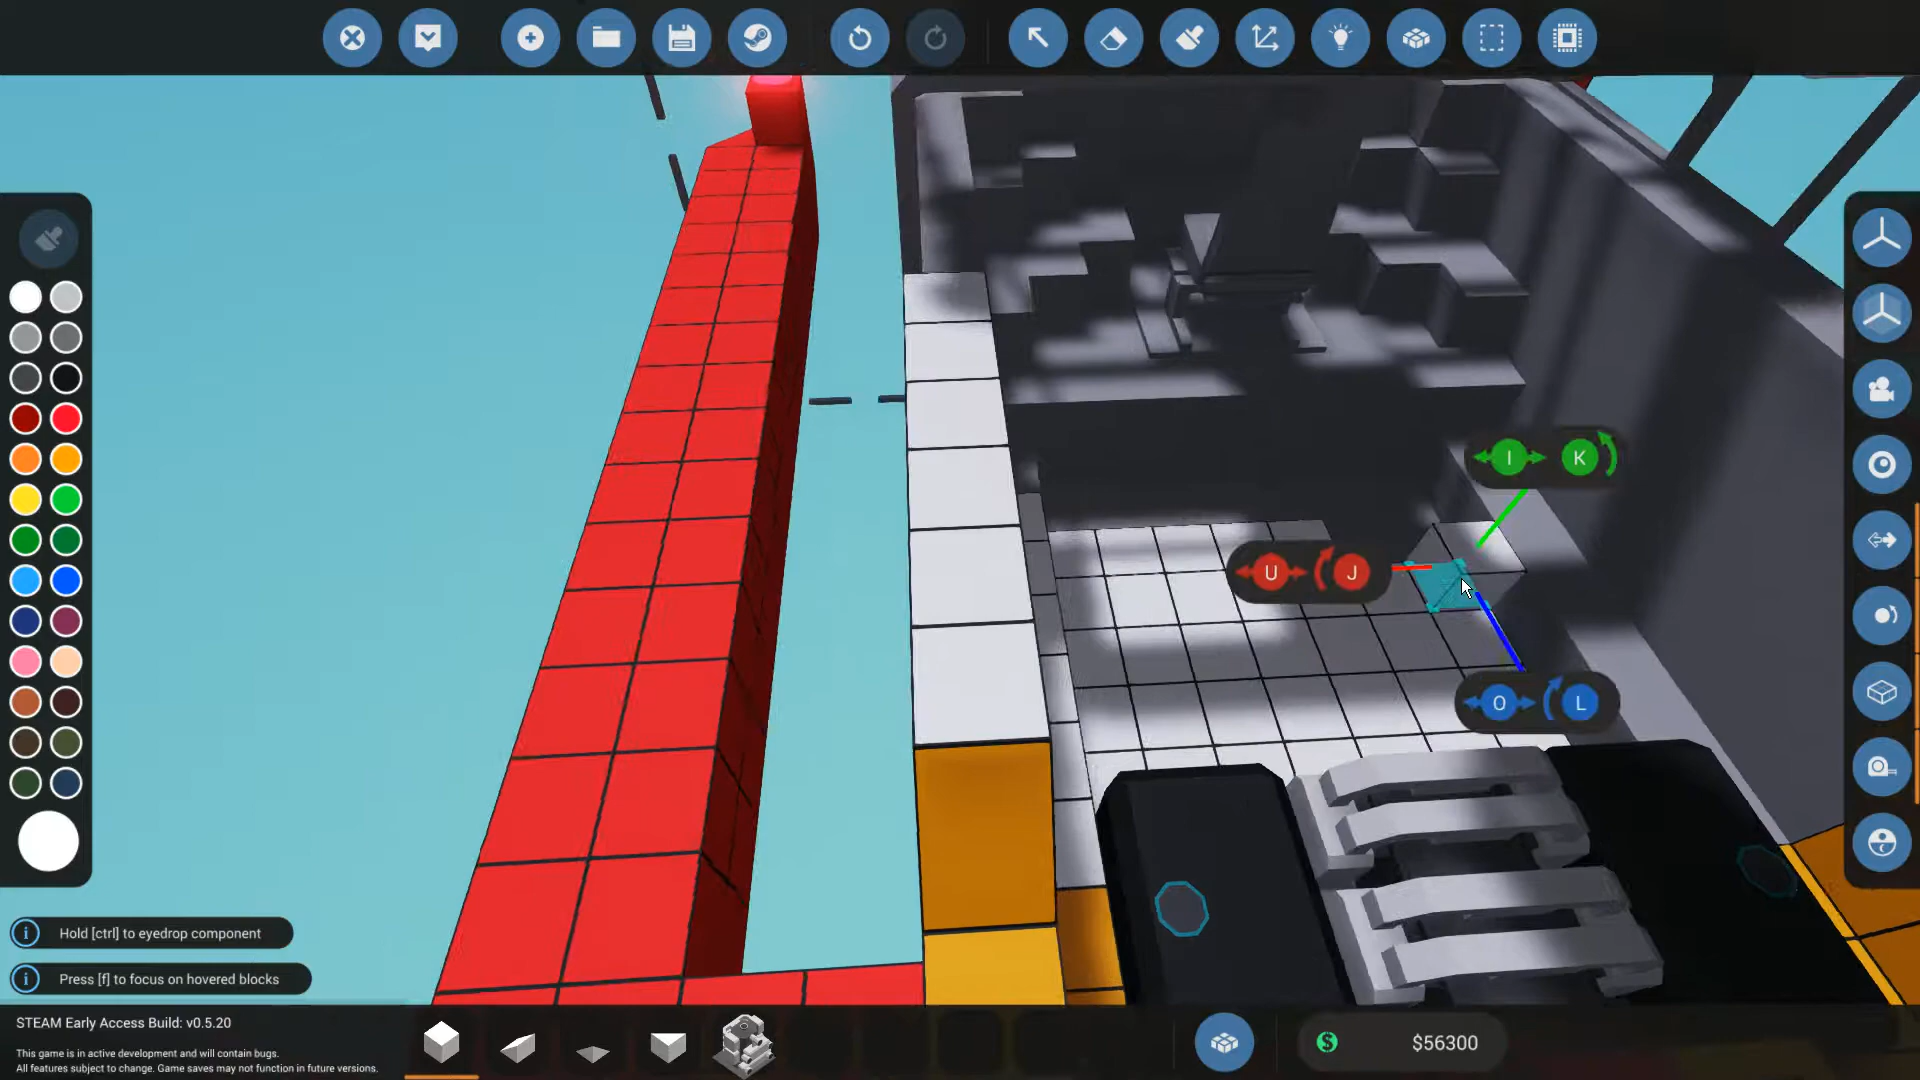 I K
U J
O L
Hold [ctrl] to eyedrop component
Press [f] to focus on hovered blocks
STEAM Early Access Build: v0.5.20
This game is in active development and will contain bugs.
All features subject to change. Game saves may not function in future versions.
$ $56300